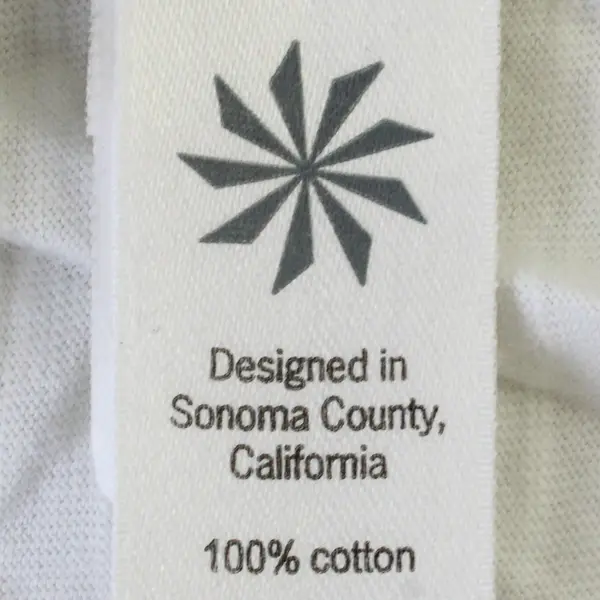 Designed in
Sonoma County,
California
100% cotton